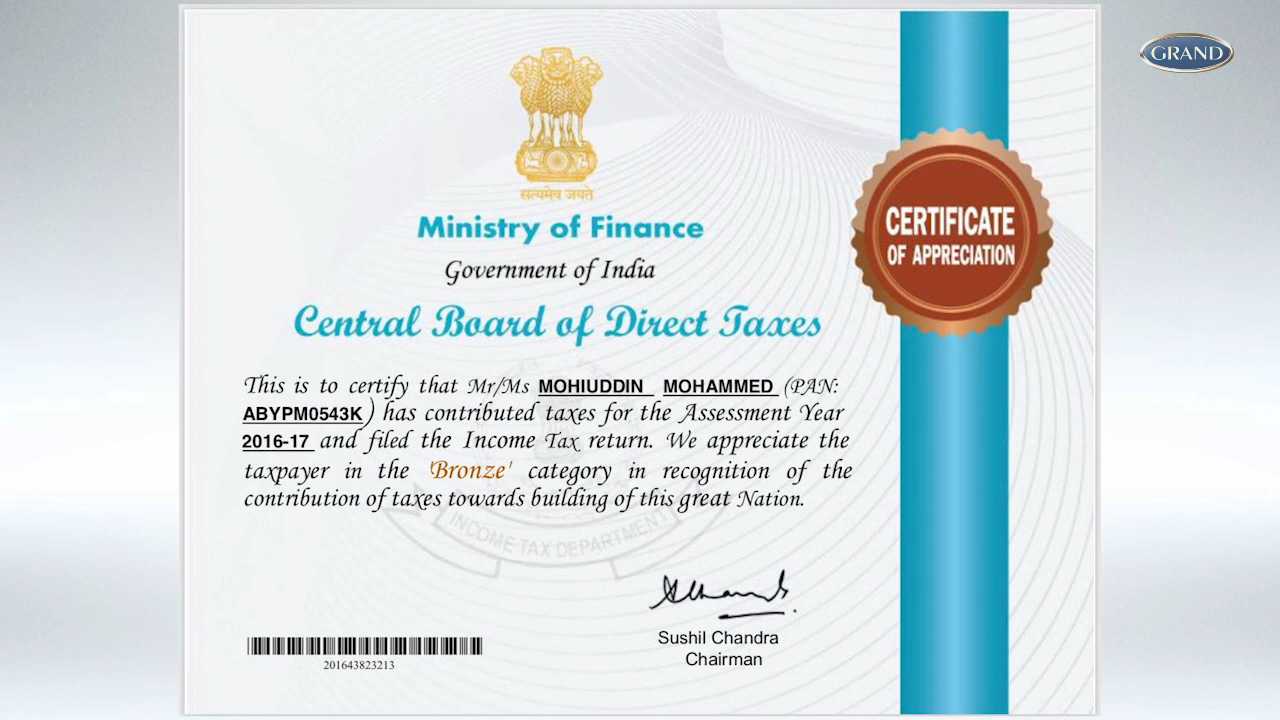 GRAND
सत्यमेव जयते
Ministry of Finance
Government of India
Central Board of Direct Taxes
CERTIFICATE
OF APPRECIATION
This is to certify that Mr/Ms MOHIUDDIN MOHAMMED (PAN:
ABYPM0543K) has contributed taxes for the Assessment Year
2016-17 and filed the Income Tax return. We appreciate the
taxpayer in the 'Bronze' category in recognition of the
contribution of taxes towards building of this great Nation.
INCOME TAX DEPARTMENT
Sushil Chandra
Chairman
201643823213